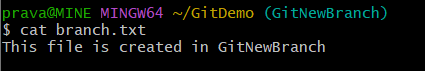 prava@MINE MINGW64 ~/GitDemo (GitNewBranch)
$ cat branch.txt
This file is created in GitNewBranch